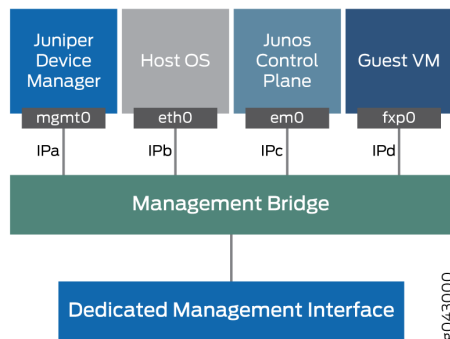 Juniper
Device
Manager
Host OS
Junos
Control
Plane
Guest VM
mgmt0
eth0
em0
fxp0
IPa
IPb
IPc
IPd
Management Bridge
Dedicated Management Interface
g043000